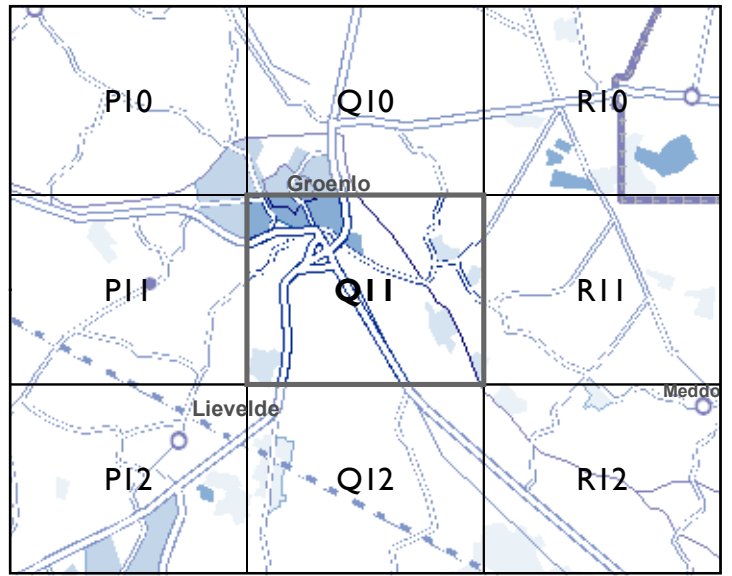 P10
Q10
R10
Groenlo
P11
Q11
R11
Meddo
Lievelde
P12
Q12
R12